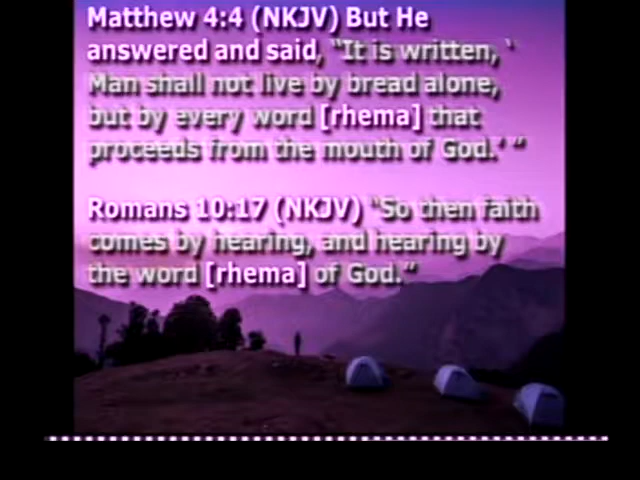 Matthew 4:4 (NKJV) But He
answered and said, "It is written, '
Man shall not live by bread alone,
but by every word [rhema] that
proceeds from the mouth of God.' "
Romans 10:17 (NKJV) "So then faith
comes by hearing, and hearing by
the word [rhema] of God."